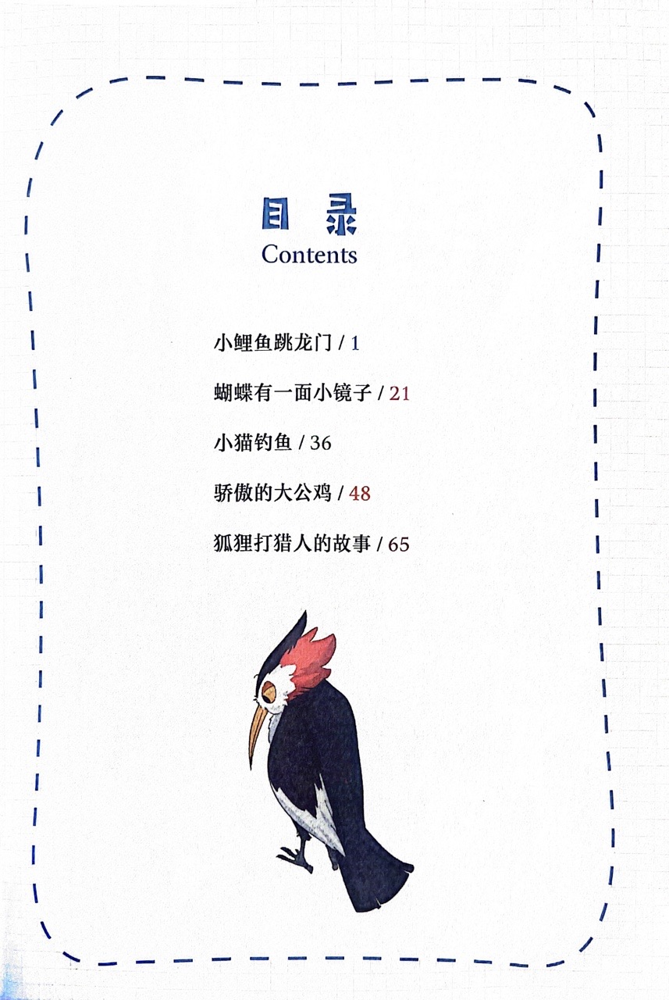 目 录
Contents
小鲤鱼跳龙门 / 1
蝴蝶有一面小镜子 / 21
小猫钓鱼 / 36
骄傲的大公鸡 / 48
狐狸打猎人的故事 / 65